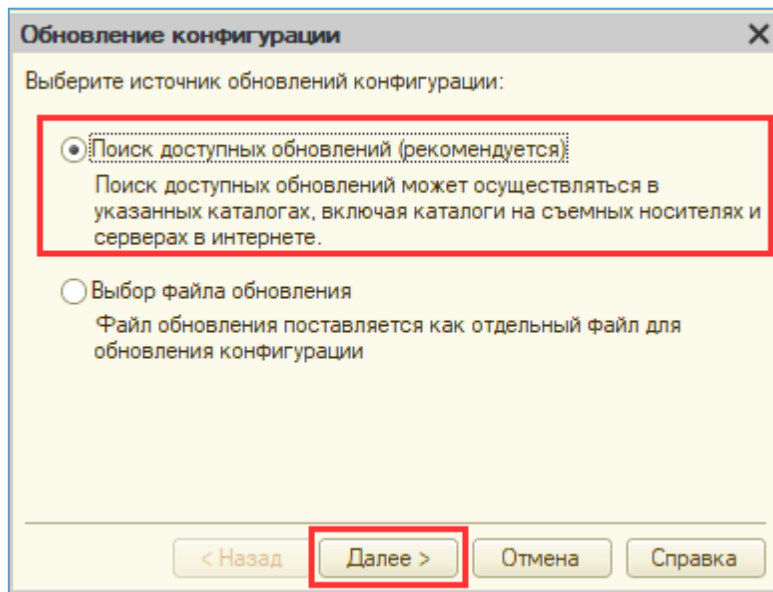 Обновление конфигурации
Выберите источник обновлений конфигурации:
Поиск доступных обновлений (рекомендуется)
Поиск доступных обновлений может осуществляться в
указанных каталогах, включая каталоги на съемных носителях и
серверах в интернете.
Выбор файла обновления
Файл обновления поставляется как отдельный файл для
обновления конфигурации
< Назад Далее > Отмена Справка